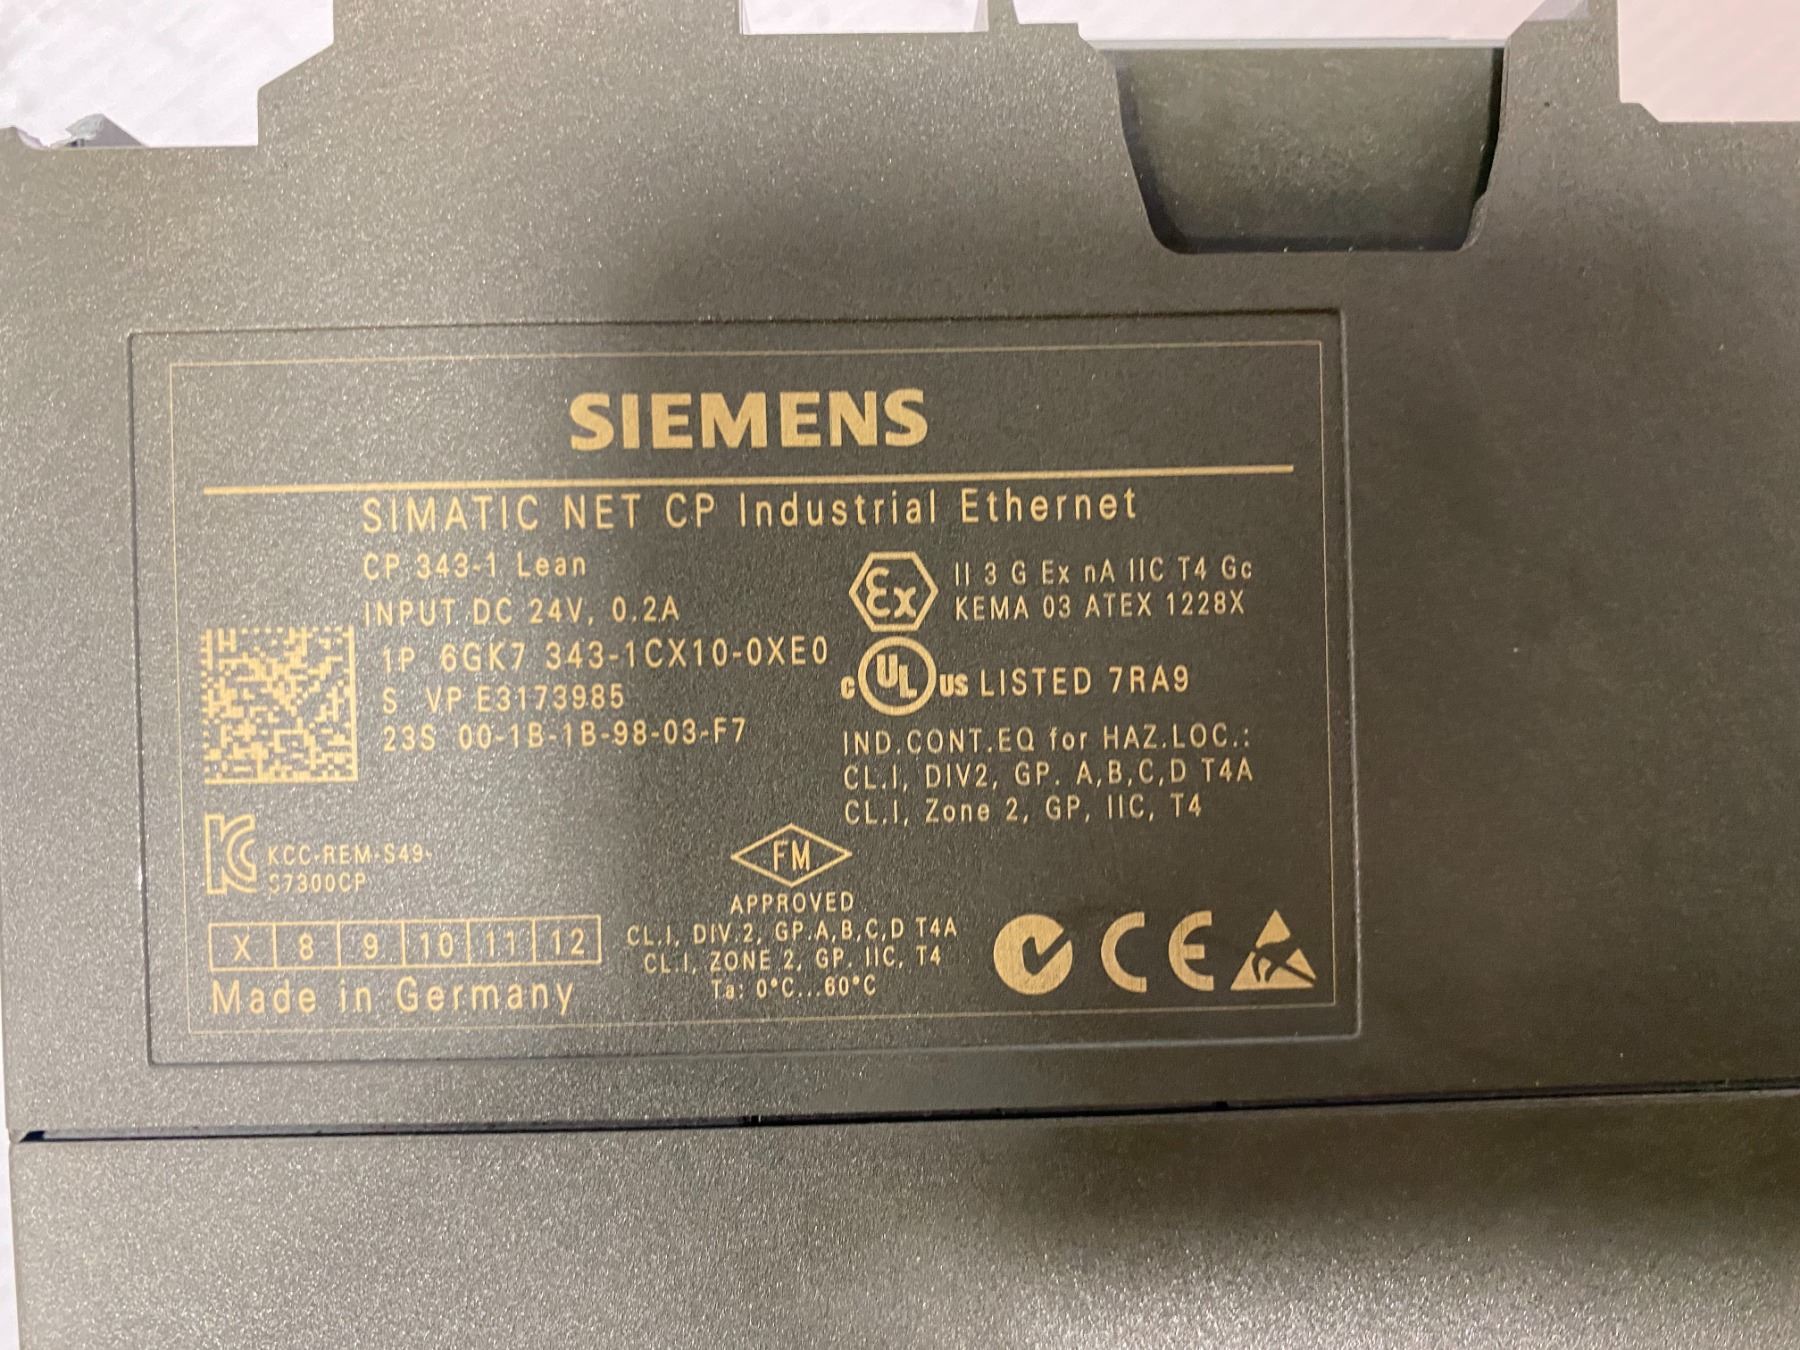 SIEMENS
SIMATIC NET CP Industrial Ethernet
CP 343-1 Lean
INPUT DC 24V, 0.2A
1P 6GK7 343-1CX10-0XE0
S VP E3173985
23S 00-1B-1B-98-03-F7
Ex II 3 G Ex nA IIC T4 Gc
KEMA 03 ATEX 1228X
c UL us LISTED 7RA9
IND.CONT.EQ for HAZ.LOC.:
CL.I, DIV2, GP. A,B,C,D T4A
CL.I, Zone 2, GP, IIC, T4
KCC-REM-S49-
S7300CP
X 8 9 10 11 12
Made in Germany
FM
APPROVED
CL.I, DIV.2, GP.A,B,C,D T4A
CL.I, ZONE 2, GP. IIC, T4
Ta: 0°C...60°C
CE